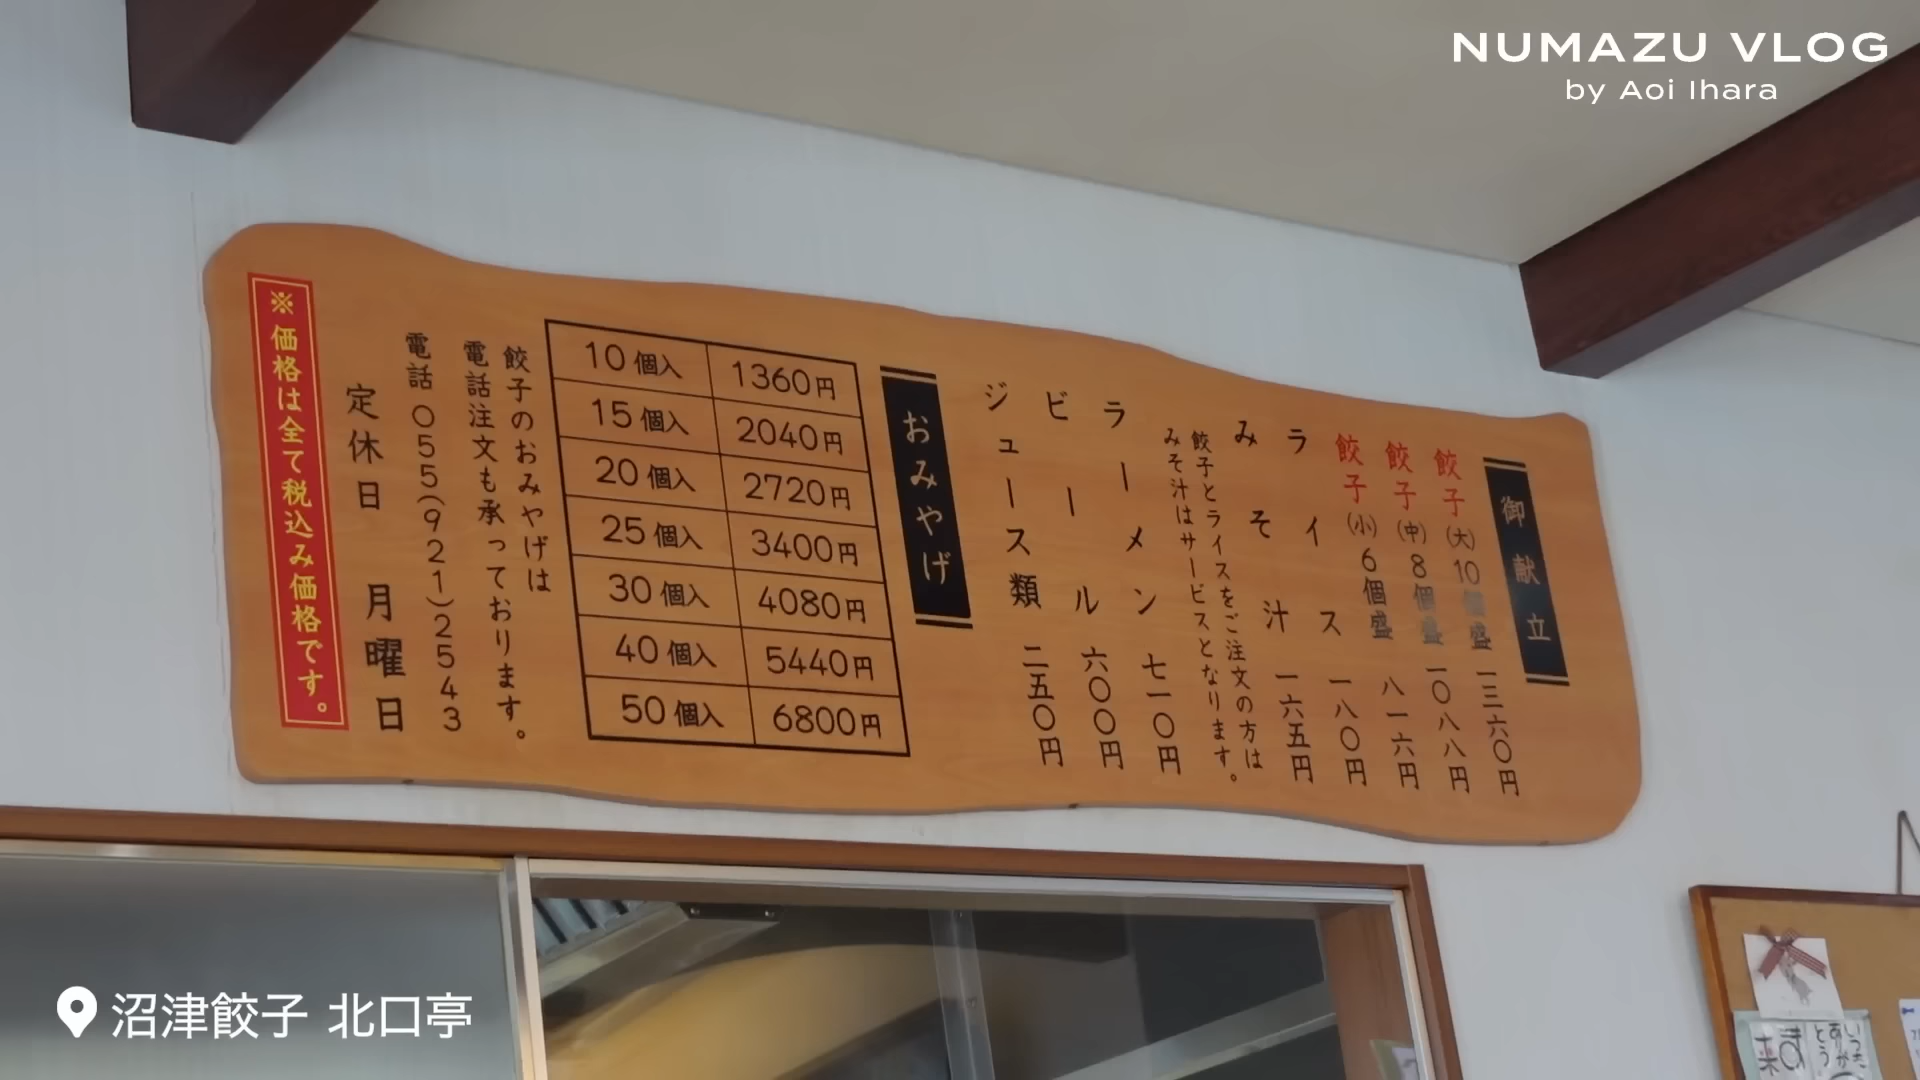 NUMAZU VLOG
by Aoi Ihara
御献立
餃子(大)10個盛 一三六〇円
餃子(中)8個盛 一〇八八円
餃子(小)6個盛 八一六円
ライス 一八〇円
みそ汁 一六五円
餃子とライスをご注文の方は
みそ汁はサービスとなります。
ラーメン 七一〇円
ビール 六〇〇円
ジュース類 二五〇円
おみやげ
10個入 1360円
15個入 2040円
20個入 2720円
25個入 3400円
30個入 4080円
40個入 5440円
50個入 6800円
餃子のおみやげは
電話注文も承っております。
電話 055(921)2543
定休日 月曜日
※価格は全て税込み価格です。
沼津餃子 北口亭
いつも
ありが
とう